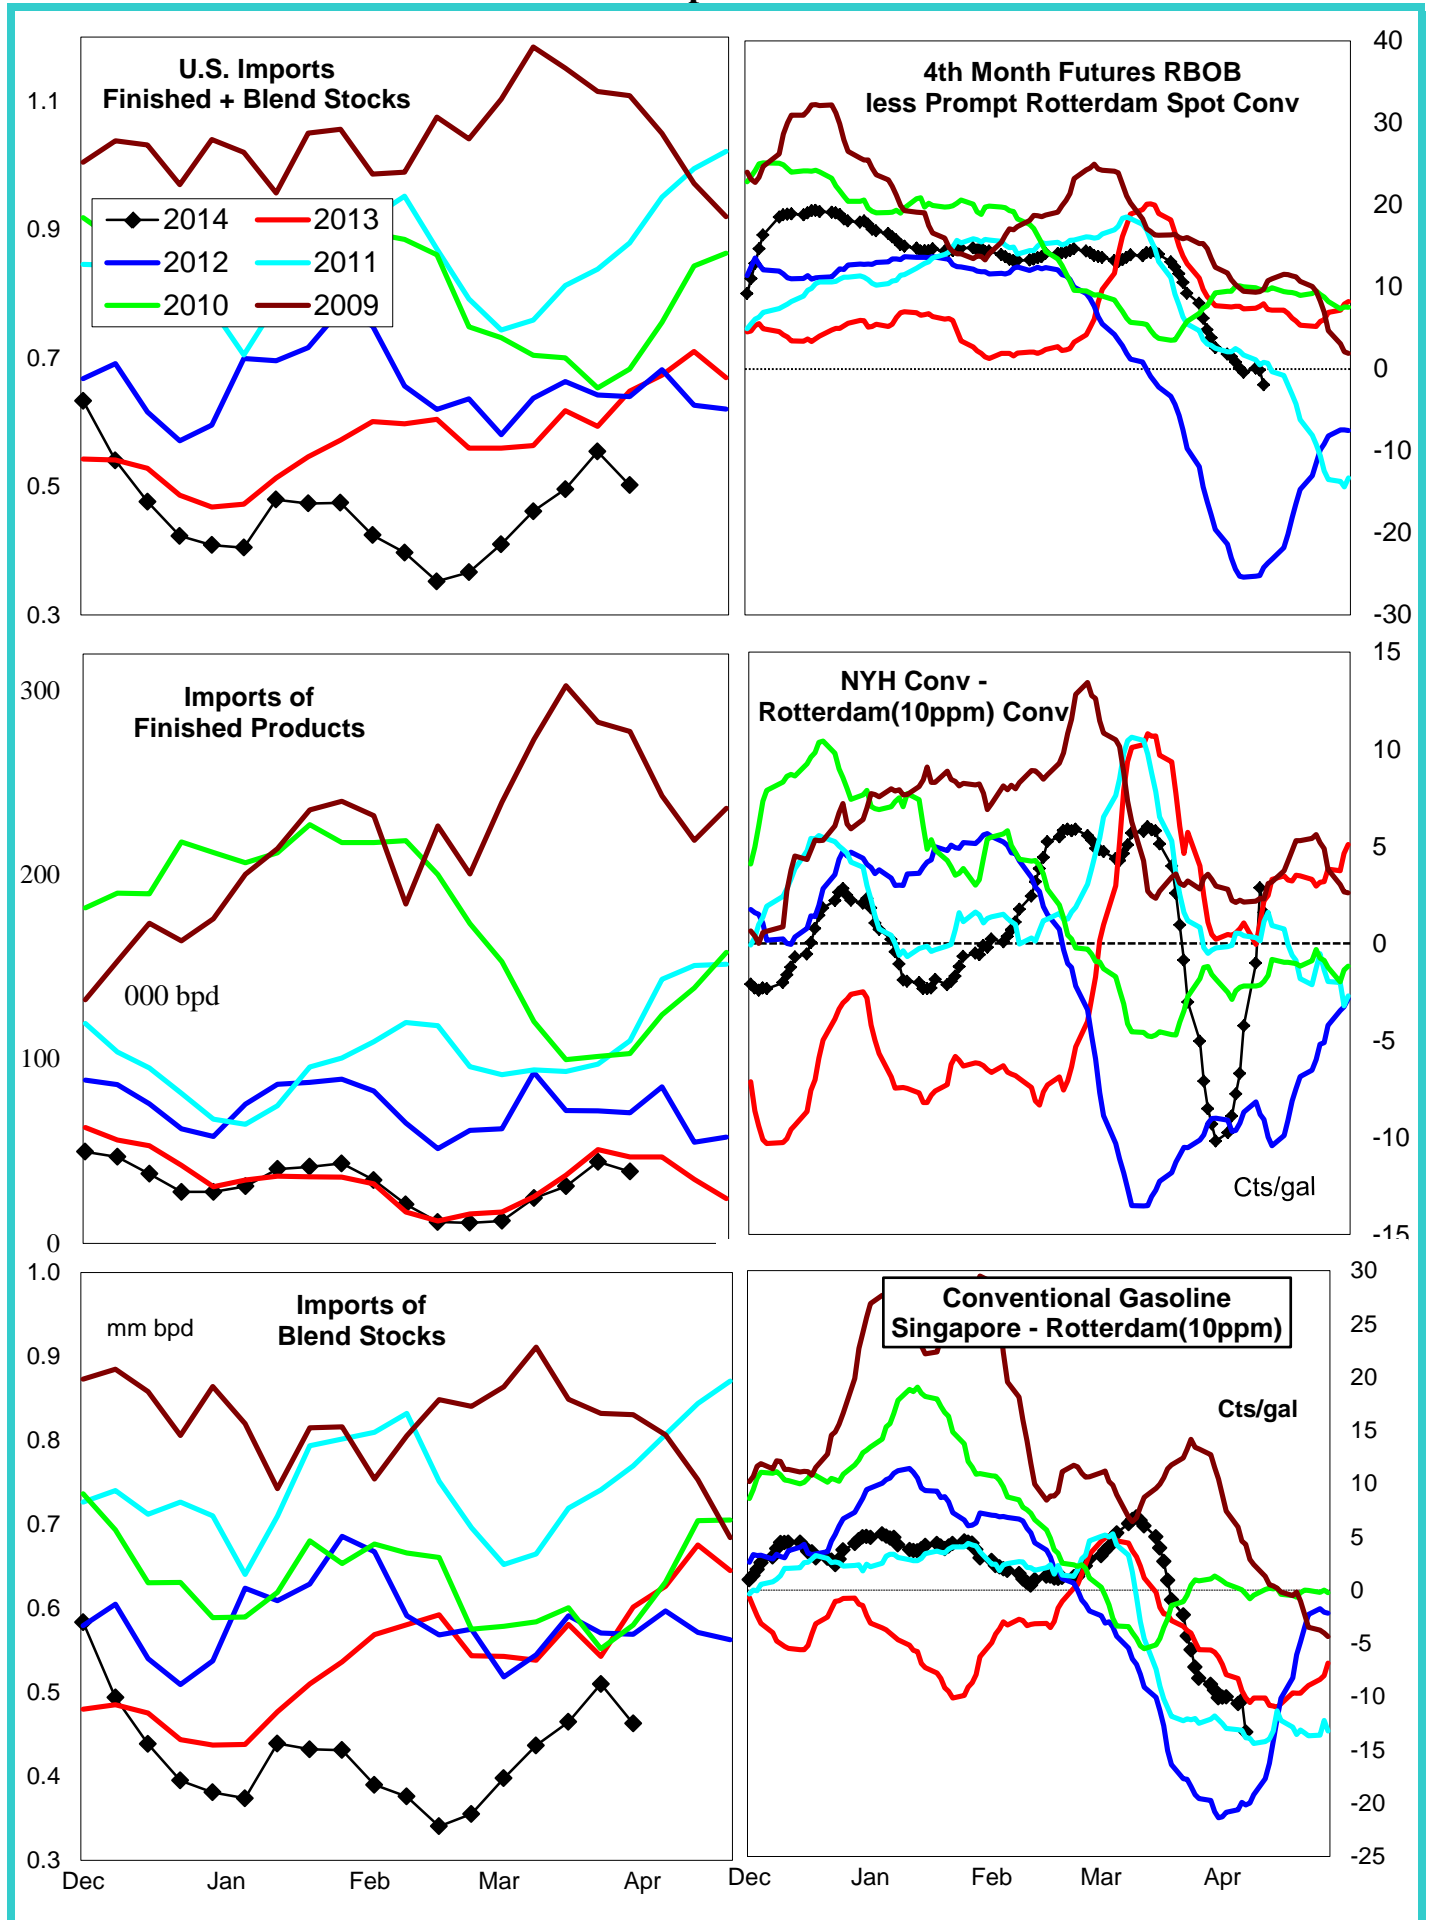 U.S. Imports
Finished + Blend Stocks
1.1
0.9
0.7
0.5
0.3
2014
2013
2012
2011
2010
2009
4th Month Futures RBOB
less Prompt Rotterdam Spot Conv
40
30
20
10
0
-10
-20
-30
Imports of
Finished Products
300
200
100
0
000 bpd
NYH Conv -
Rotterdam(10ppm) Conv
15
10
5
0
-5
-10
-15
Cts/gal
Imports of
Blend Stocks
mm bpd
1.0
0.9
0.8
0.7
0.6
0.5
0.4
0.3
Dec
Jan
Feb
Mar
Apr
Conventional Gasoline
Singapore - Rotterdam(10ppm)
Cts/gal
30
25
20
15
10
5
0
-5
-10
-15
-20
-25
Dec
Jan
Feb
Mar
Apr